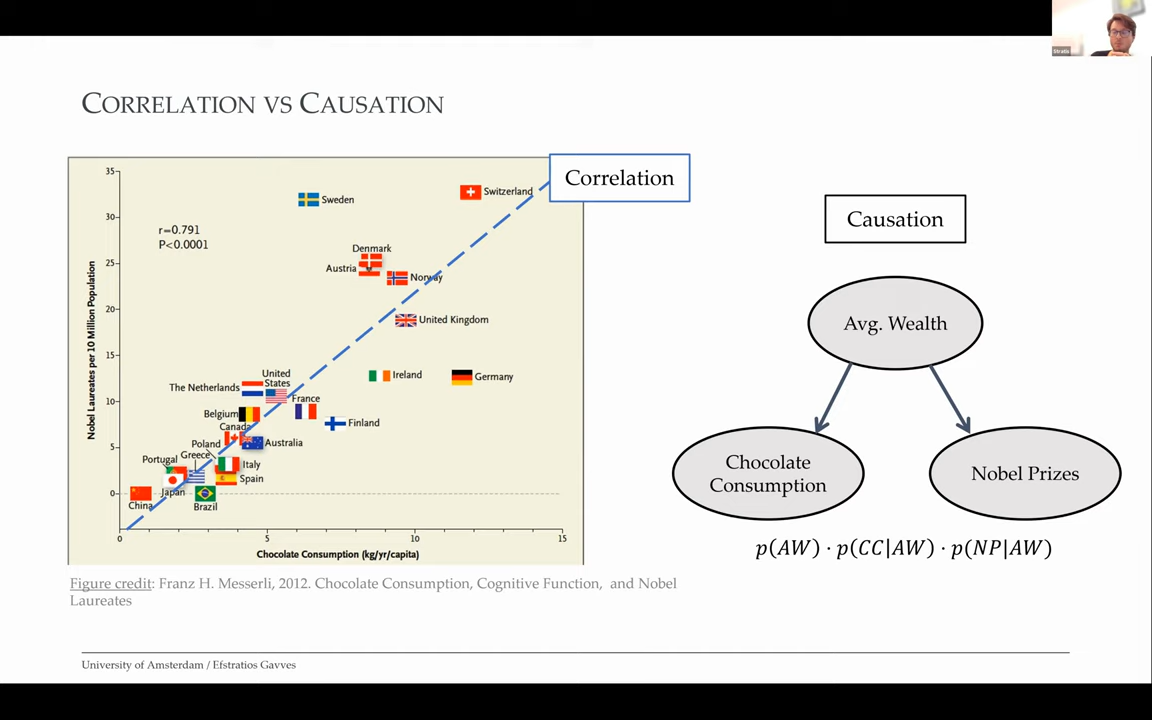 Stratis
CORRELATION VS CAUSATION
35
30
25
20
15
10
5
0
Nobel Laureates per 10 Million Population
r=0.791
P<0.0001
Sweden
Switzerland
Denmark
Austria
Norway
United Kingdom
Ireland
Germany
United
States
The Netherlands
France
Belgium
Finland
Canada
Australia
Poland
Greece
Portugal
Italy
Spain
Japan
China
Brazil
0
5
10
15
Chocolate Consumption (kg/yr/capita)
Correlation
Causation
Avg. Wealth
Chocolate
Consumption
Nobel Prizes
p(AW) · p(CC|AW) · p(NP|AW)
Figure credit: Franz H. Messerli, 2012. Chocolate Consumption, Cognitive Function, and Nobel
Laureates
University of Amsterdam / Efstratios Gavves